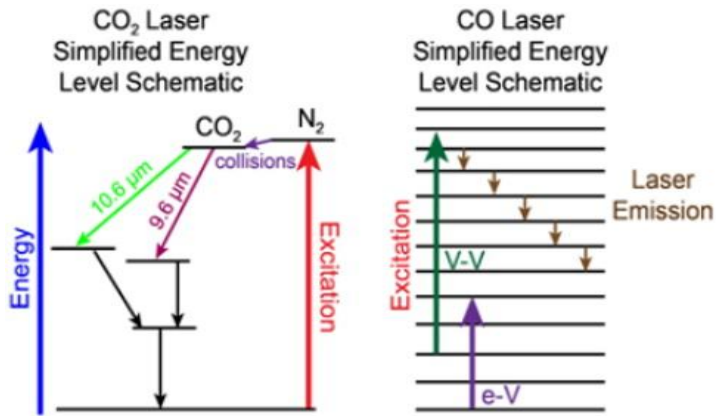 CO₂ Laser
Simplified Energy
Level Schematic
CO₂
N₂
collisions
10.6 μm
9.6 μm
Energy
Excitation
CO Laser
Simplified Energy
Level Schematic
Laser
Emission
Excitation
V-V
e-V